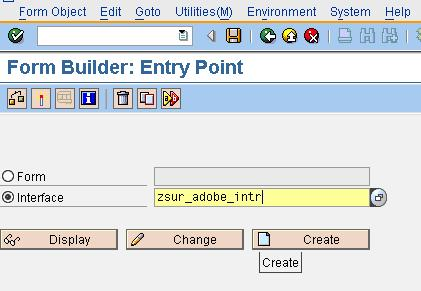 Form Object Edit Goto Utilities(M) Environment System Help
Form Builder: Entry Point
Form
Interface zsur_adobe_intr
Display Change Create
Create